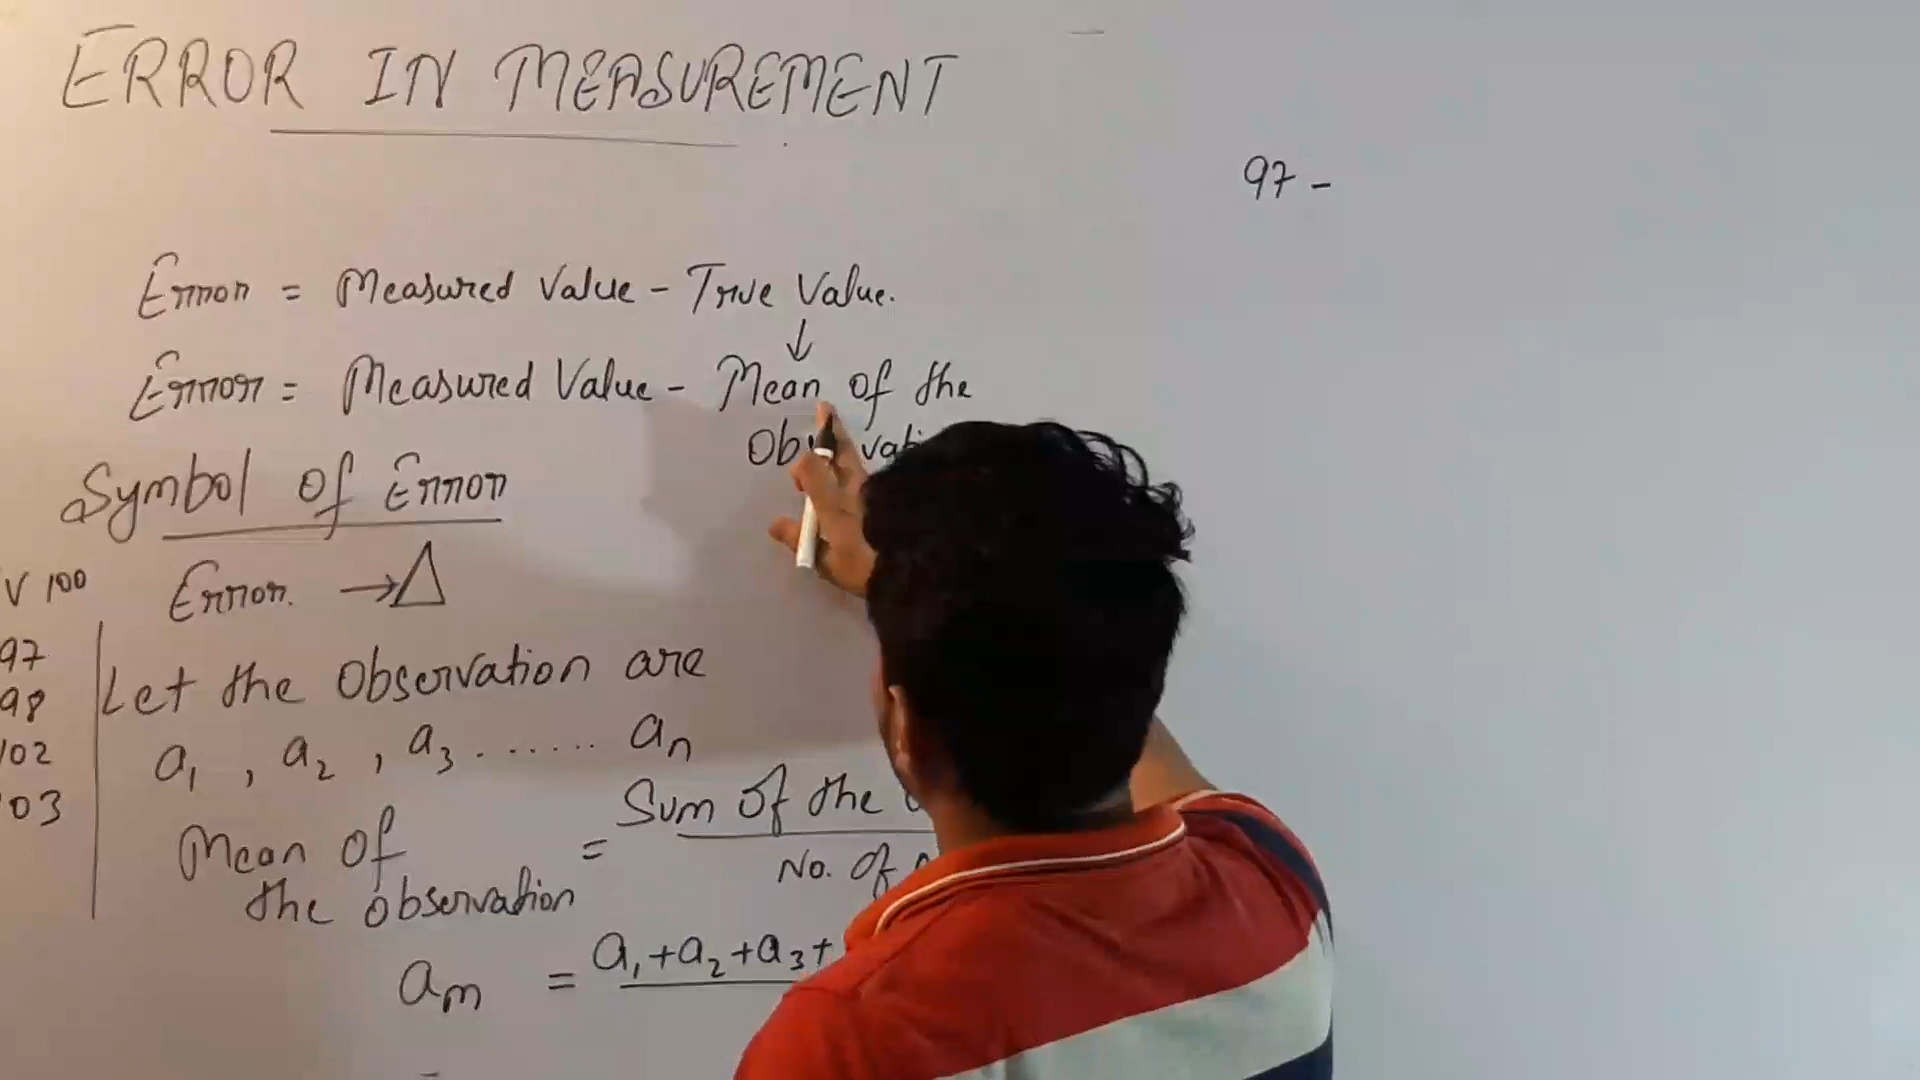 ERROR IN MEASUREMENT
97 -
Error = Measured Value - True Value.
↓
Error = Measured Value - Mean of the
Symbol of Error
Error. → Δ
V 100
97
98
102
03
Let the Observation are
a₁ , a₂ , a₃ ....... aₙ
Mean of the observation = Sum of the
No. of
aₘ = a₁+a₂+a₃+